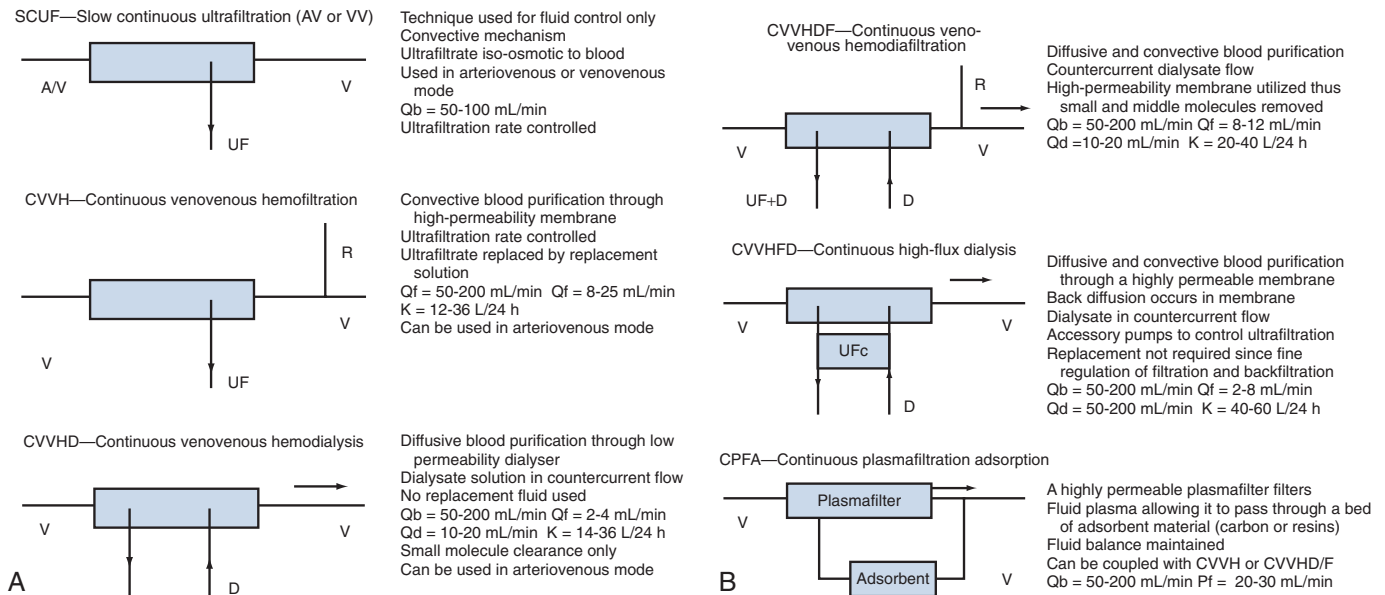 SCUF—Slow continuous ultrafiltration (AV or VV)
A/V
V
UF
Technique used for fluid control only
Convective mechanism
Ultrafiltrate iso-osmotic to blood
Used in arteriovenous or venovenous
mode
Qb = 50-100 mL/min
Ultrafiltration rate controlled
CVVH—Continuous venovenous hemofiltration
R
V
V
UF
Convective blood purification through
high-permeability membrane
Ultrafiltration rate controlled
Ultrafiltrate replaced by replacement
solution
Qf = 50-200 mL/min Qf = 8-25 mL/min
K = 12-36 L/24 h
Can be used in arteriovenous mode
CVVHD—Continuous venovenous hemodialysis
V
V
D
Diffusive blood purification through low
permeability dialyser
Dialysate solution in countercurrent flow
No replacement fluid used
Qb = 50-200 mL/min Qf = 2-4 mL/min
Qd = 10-20 mL/min K = 14-36 L/24 h
Small molecule clearance only
Can be used in arteriovenous mode
A
CVVHDF—Continuous veno-
venous hemodiafiltration
R
V
V
UF+D
D
Diffusive and convective blood purification
Countercurrent dialysate flow
High-permeability membrane utilized thus
small and middle molecules removed
Qb = 50-200 mL/min Qf = 8-12 mL/min
Qd =10-20 mL/min K = 20-40 L/24 h
CVVHFD—Continuous high-flux dialysis
V
V
UFc
D
Diffusive and convective blood purification
through a highly permeable membrane
Back diffusion occurs in membrane
Dialysate in countercurrent flow
Accessory pumps to control ultrafiltration
Replacement not required since fine
regulation of filtration and backfiltration
Qb = 50-200 mL/min Qf = 2-8 mL/min
Qd = 50-200 mL/min K = 40-60 L/24 h
CPFA—Continuous plasmafiltration adsorption
Plasmafilter
V
Adsorbent
V
A highly permeable plasmafilter filters
Fluid plasma allowing it to pass through a bed
of adsorbent material (carbon or resins)
Fluid balance maintained
Can be coupled with CVVH or CVVHD/F
Qb = 50-200 mL/min Pf = 20-30 mL/min
B